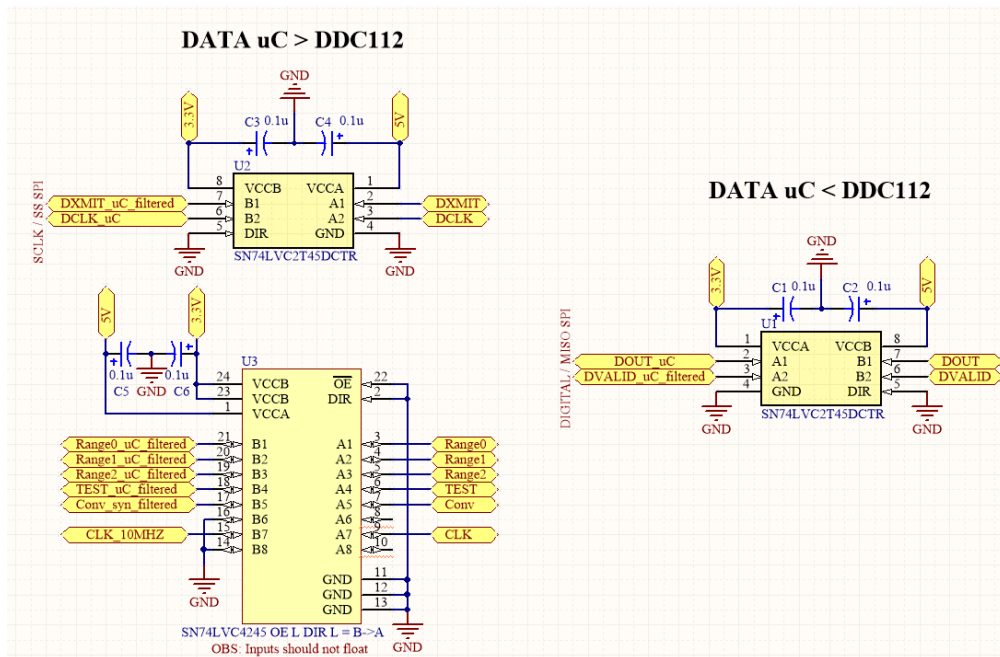 DATA uC > DDC112
GND
3.3V
C3 0.1u
C4 0.1u
5V
U2
8 VCCB VCCA 1
DXMIT_uC_filtered 7 B1 A1 2 DXMIT
DCLK_uC 6 B2 A2 3 DCLK
5 DIR GND 4
SCLK / SS SPI
GND
SN74LVC2T45DCTR
GND
5V
3.3V
0.1u
0.1u
C5 GND C6
U3
24 VCCB OE 22
23 VCCB DIR 2
1 VCCA
Range0_uC_filtered 21 B1 A1 3 Range0
Range1_uC_filtered 20 B2 A2 4 Range1
Range2_uC_filtered 19 B3 A3 5 Range2
TEST_uC_filtered 18 B4 A4 6 TEST
Conv_syn_filtered 17 B5 A5 7 Conv
16 B6 A6 8
CLK_10MHZ 15 B7 A7 9 CLK
14 B8 A8 10
GND 11
GND 12
GND 13
GND
SN74LVC4245 OE L DIR L = B->A
GND
OBS: Inputs should not float
DATA uC < DDC112
GND
3.3V
C1 0.1u
C2 0.1u
5V
U1
1 VCCA VCCB 8
DOUT_uC 2 A1 B1 7 DOUT
DVALID_uC_filtered 3 A2 B2 6 DVALID
4 GND DIR 5
DIGITAL / MISO SPI
GND
SN74LVC2T45DCTR
GND